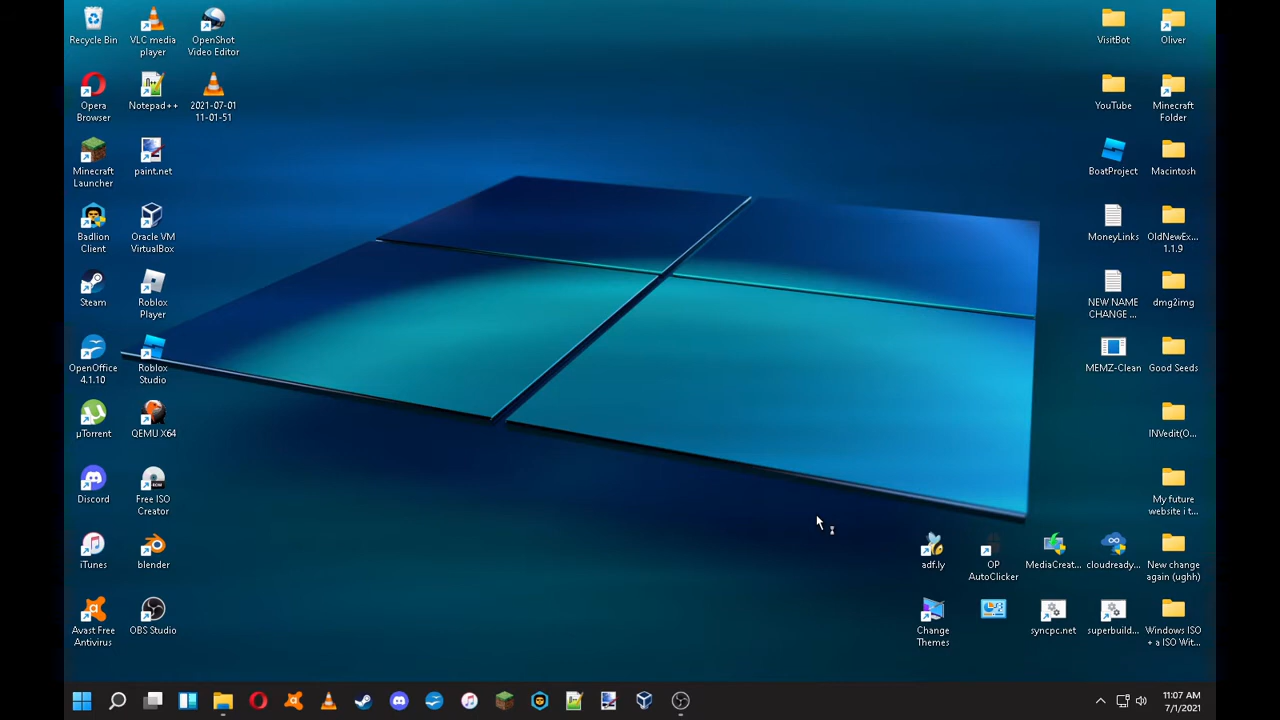 Recycle Bin
VLC media
player
OpenShot
Video Editor
Opera
Browser
Notepad++
2021-07-01
11-01-51
Minecraft
Launcher
paint.net
Badlion
Client
Oracle VM
VirtualBox
Steam
Roblox
Player
OpenOffice
4.1.10
Roblox
Studio
µTorrent
QEMU X64
Discord
Free ISO
Creator
iTunes
blender
Avast Free
Antivirus
OBS Studio
VisitBot
Oliver
YouTube
Minecraft
Folder
BoatProject
Macintosh
MoneyLinks
OldNewEx...
1.1.9
NEW NAME
CHANGE ...
dmg2img
MEMZ-Clean
Good Seeds
INVedit(O...
My future
website i t...
adf.ly
OP
AutoClicker
MediaCreat...
cloudready...
New change
again (ughh)
Change
Themes
syncpc.net
superbuild...
Windows ISO
+ a ISO Wit...
11:07 AM
7/1/2021